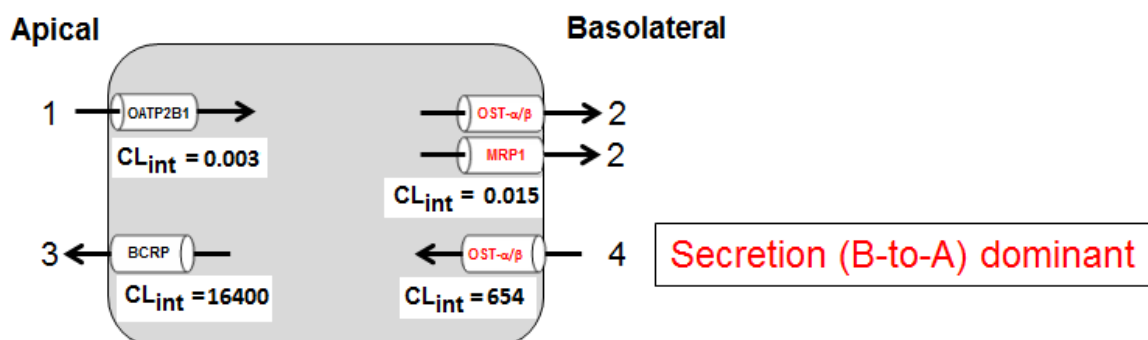 Apical
Basolateral
1
OATP2B1
OST-α/β
2
MRP1
2
CLint = 0.003
CLint = 0.015
3
BCRP
OST-α/β
4
Secretion (B-to-A) dominant
CLint =16400
CLint =654